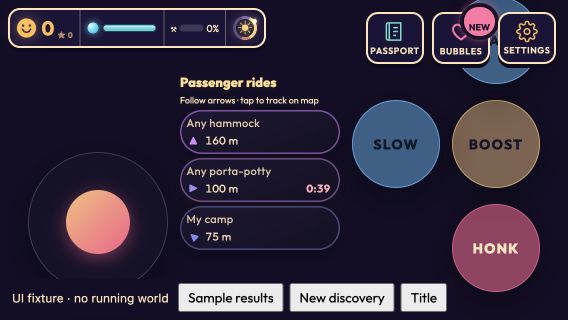 0
★ 0
0%
PASSPORT
NEW
BUBBLES
SETTINGS
Passenger rides
Follow arrows · tap to track on map
Any hammock
160 m
Any porta-potty
100 m
0:39
My camp
75 m
SLOW
BOOST
HONK
UI fixture · no running world
Sample results
New discovery
Title